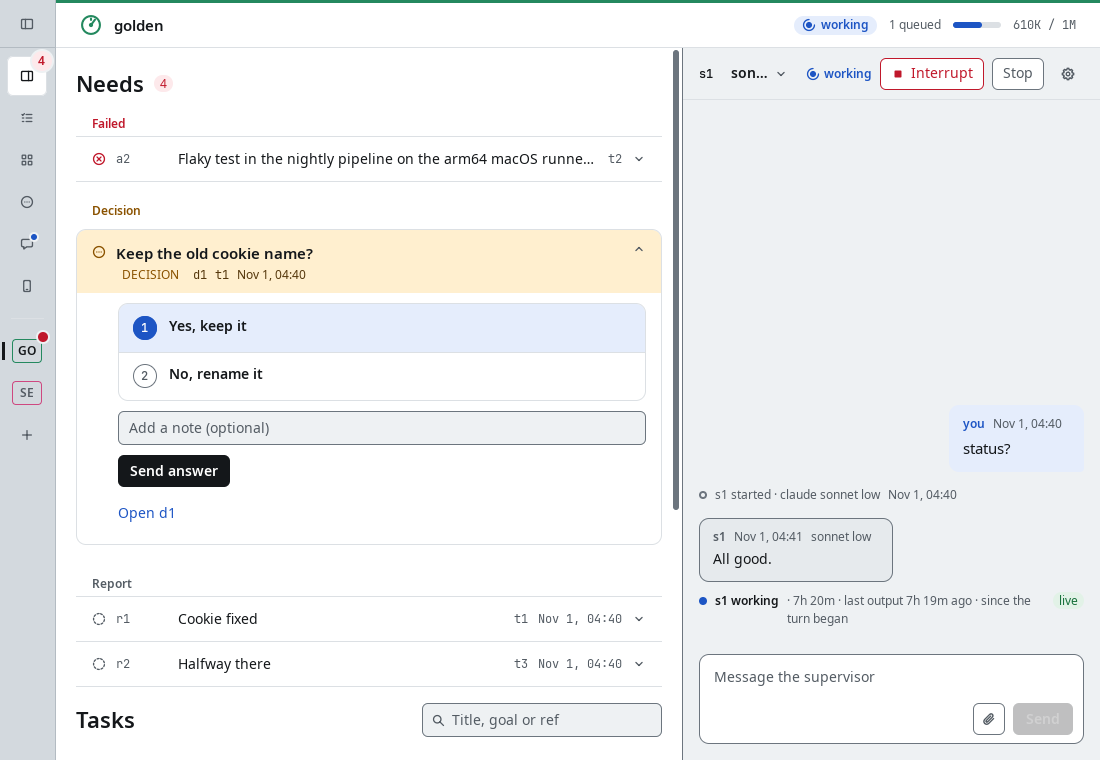 golden
working
1 queued
610K / 1M
4
GO
SE
Needs 4
Failed
a2 Flaky test in the nightly pipeline on the arm64 macOS runne... t2
Decision
Keep the old cookie name?
DECISION d1 t1 Nov 1, 04:40
1 Yes, keep it
2 No, rename it
Add a note (optional)
Send answer
Open d1
Report
r1 Cookie fixed t1 Nov 1, 04:40
r2 Halfway there t3 Nov 1, 04:40
Tasks
Title, goal or ref
s1 son... working Interrupt Stop
you Nov 1, 04:40
status?
s1 started · claude sonnet low Nov 1, 04:40
s1 Nov 1, 04:41 sonnet low
All good.
s1 working · 7h 20m · last output 7h 19m ago · since the
turn began
live
Message the supervisor
Send